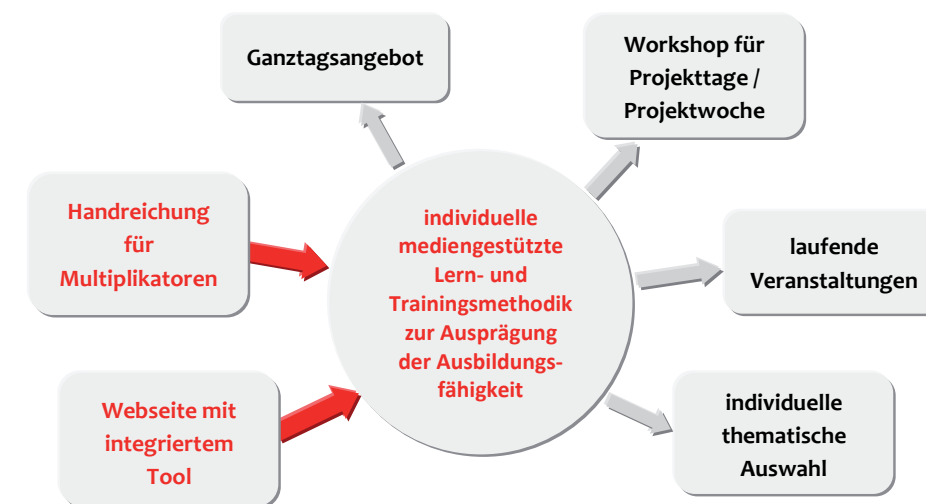 Ganztagsangebot
Workshop für
Projekttage /
Projektwoche
Handreichung
für
Multiplikatoren
individuelle
mediengestützte
Lern- und
Trainingsmethodik
zur Ausprägung
der Ausbildungs-
fähigkeit
laufende
Veranstaltungen
Webseite mit
integriertem
Tool
individuelle
thematische
Auswahl